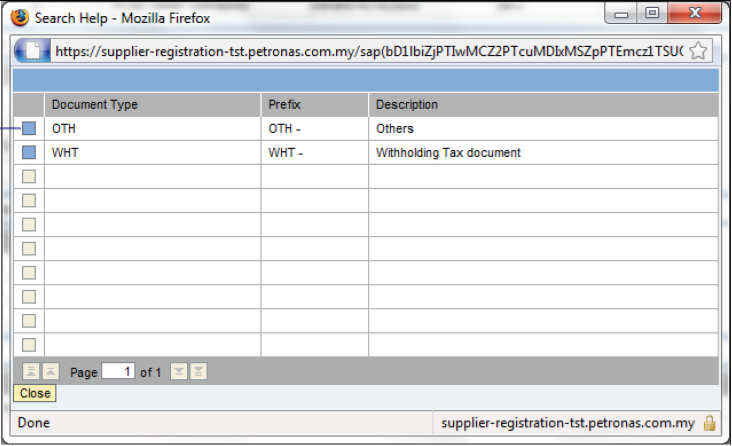 Search Help - Mozilla Firefox
https://supplier-registration-tst.petronas.com.my/sap(
Document Type Prefix Description
OTH OTH - Others
WHT WHT - Withholding Tax document
Page 1 of 1
Close
Done supplier-registration-tst.petronas.com.my